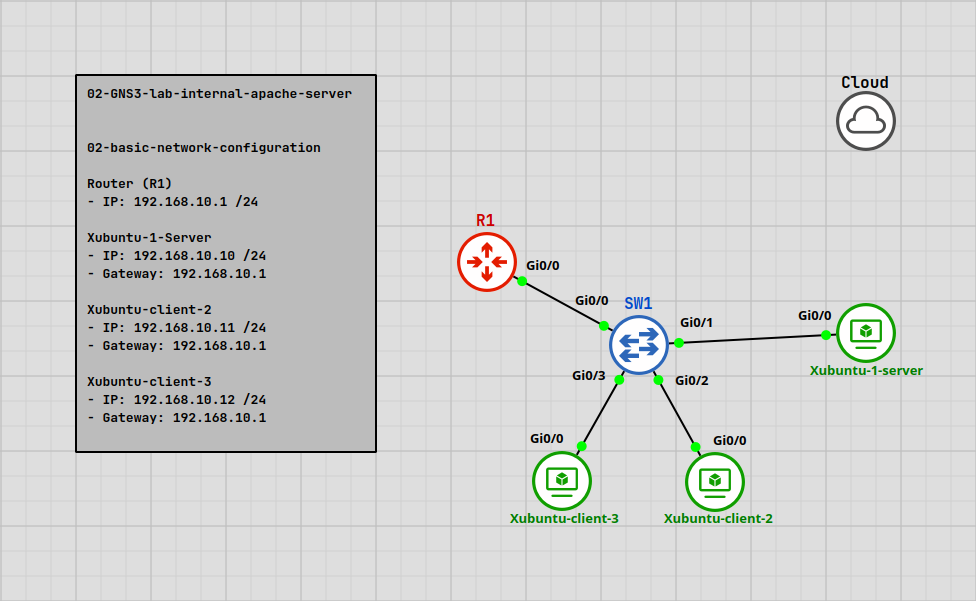 02-GNS3-lab-internal-apache-server
02-basic-network-configuration
Router (R1)
- IP: 192.168.10.1 /24
Xubuntu-1-Server
- IP: 192.168.10.10 /24
- Gateway: 192.168.10.1
Xubuntu-client-2
- IP: 192.168.10.11 /24
- Gateway: 192.168.10.1
Xubuntu-client-3
- IP: 192.168.10.12 /24
- Gateway: 192.168.10.1
Cloud
R1
Gi0/0
Gi0/0
SW1
Gi0/1
Gi0/0
Xubuntu-1-server
Gi0/3
Gi0/2
Gi0/0
Gi0/0
Xubuntu-client-3
Xubuntu-client-2